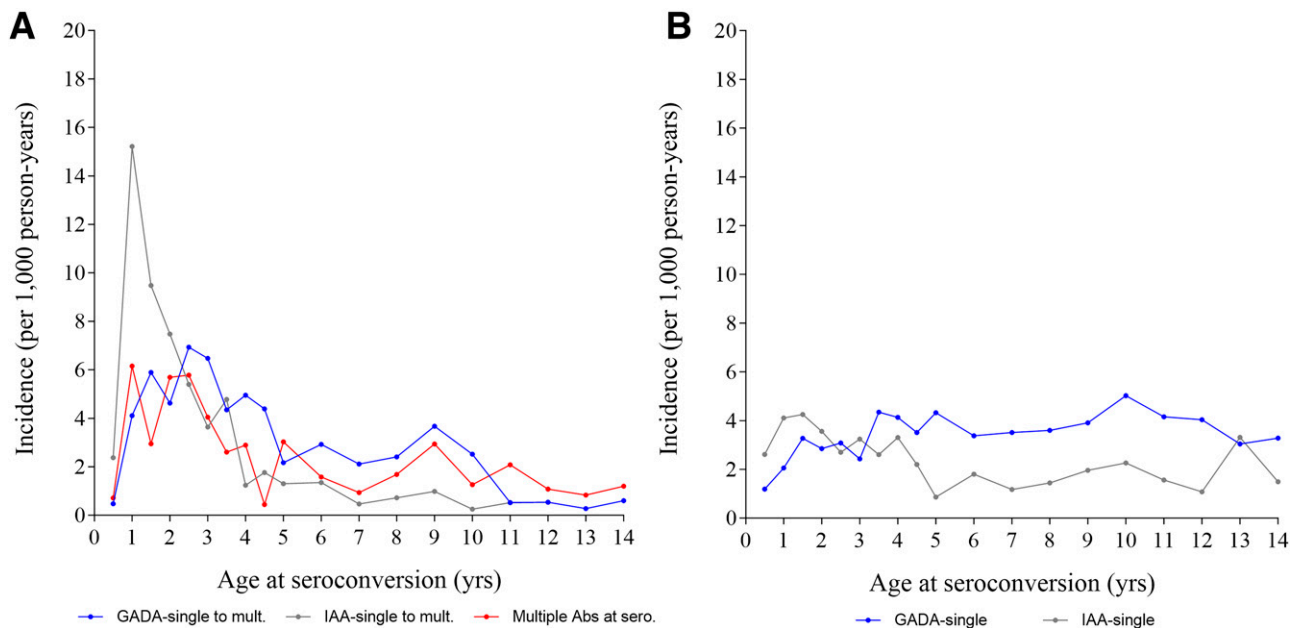 A
B
20
18
16
14
12
10
8
6
4
2
0
Incidence (per 1,000 person-years)
0 1 2 3 4 5 6 7 8 9 10 11 12 13 14
Age at seroconversion (yrs)
GADA-single to mult. IAA-single to mult. Multiple Abs at sero.
20
18
16
14
12
10
8
6
4
2
0
Incidence (per 1,000 person-years)
0 1 2 3 4 5 6 7 8 9 10 11 12 13 14
Age at seroconversion (yrs)
GADA-single IAA-single